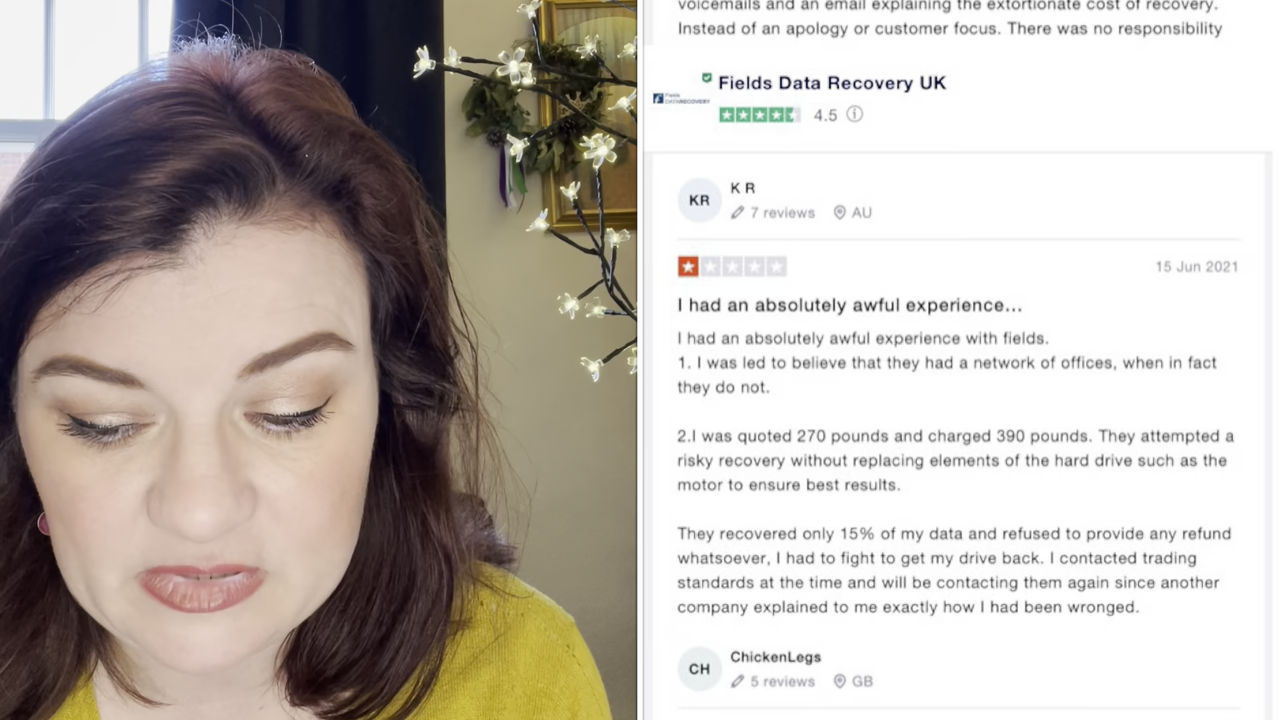 voicemails and an email explaining the extortionate cost of recovery.
Instead of an apology or customer focus. There was no responsibility
Fields Data Recovery UK
Fields
DATARECOVERY
4.5
KR
K R
7 reviews
AU
15 Jun 2021
I had an absolutely awful experience...
I had an absolutely awful experience with fields.
1. I was led to believe that they had a network of offices, when in fact
they do not.
2.I was quoted 270 pounds and charged 390 pounds. They attempted a
risky recovery without replacing elements of the hard drive such as the
motor to ensure best results.
They recovered only 15% of my data and refused to provide any refund
whatsoever, I had to fight to get my drive back. I contacted trading
standards at the time and will be contacting them again since another
company explained to me exactly how I had been wronged.
CH
ChickenLegs
5 reviews
GB